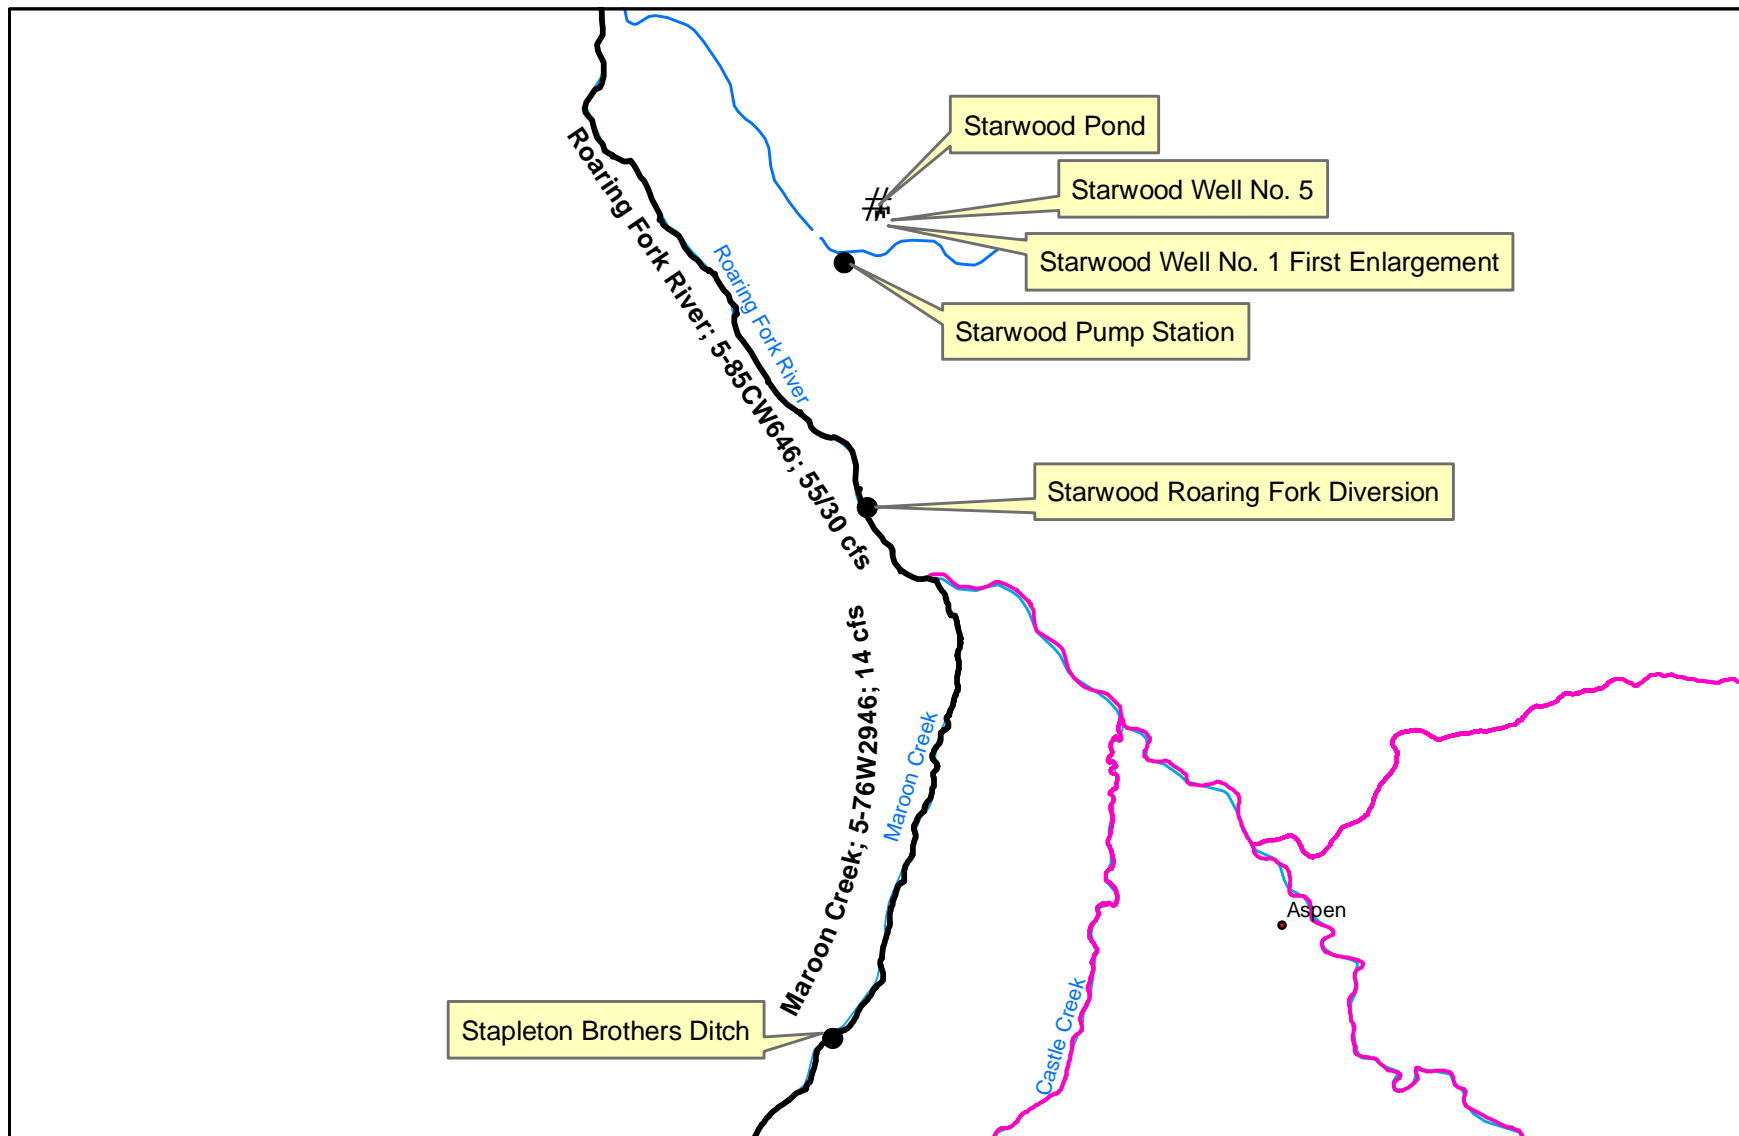 Starwood Pond
Starwood Well No. 5
Starwood Well No. 1 First Enlargement
Starwood Pump Station
Roaring Fork River; 5-85CW646; 55/30 cfs
Roaring Fork River
Starwood Roaring Fork Diversion
Maroon Creek; 5-76W2946; 14 cfs
Maroon Creek
Aspen
Castle Creek
Stapleton Brothers Ditch